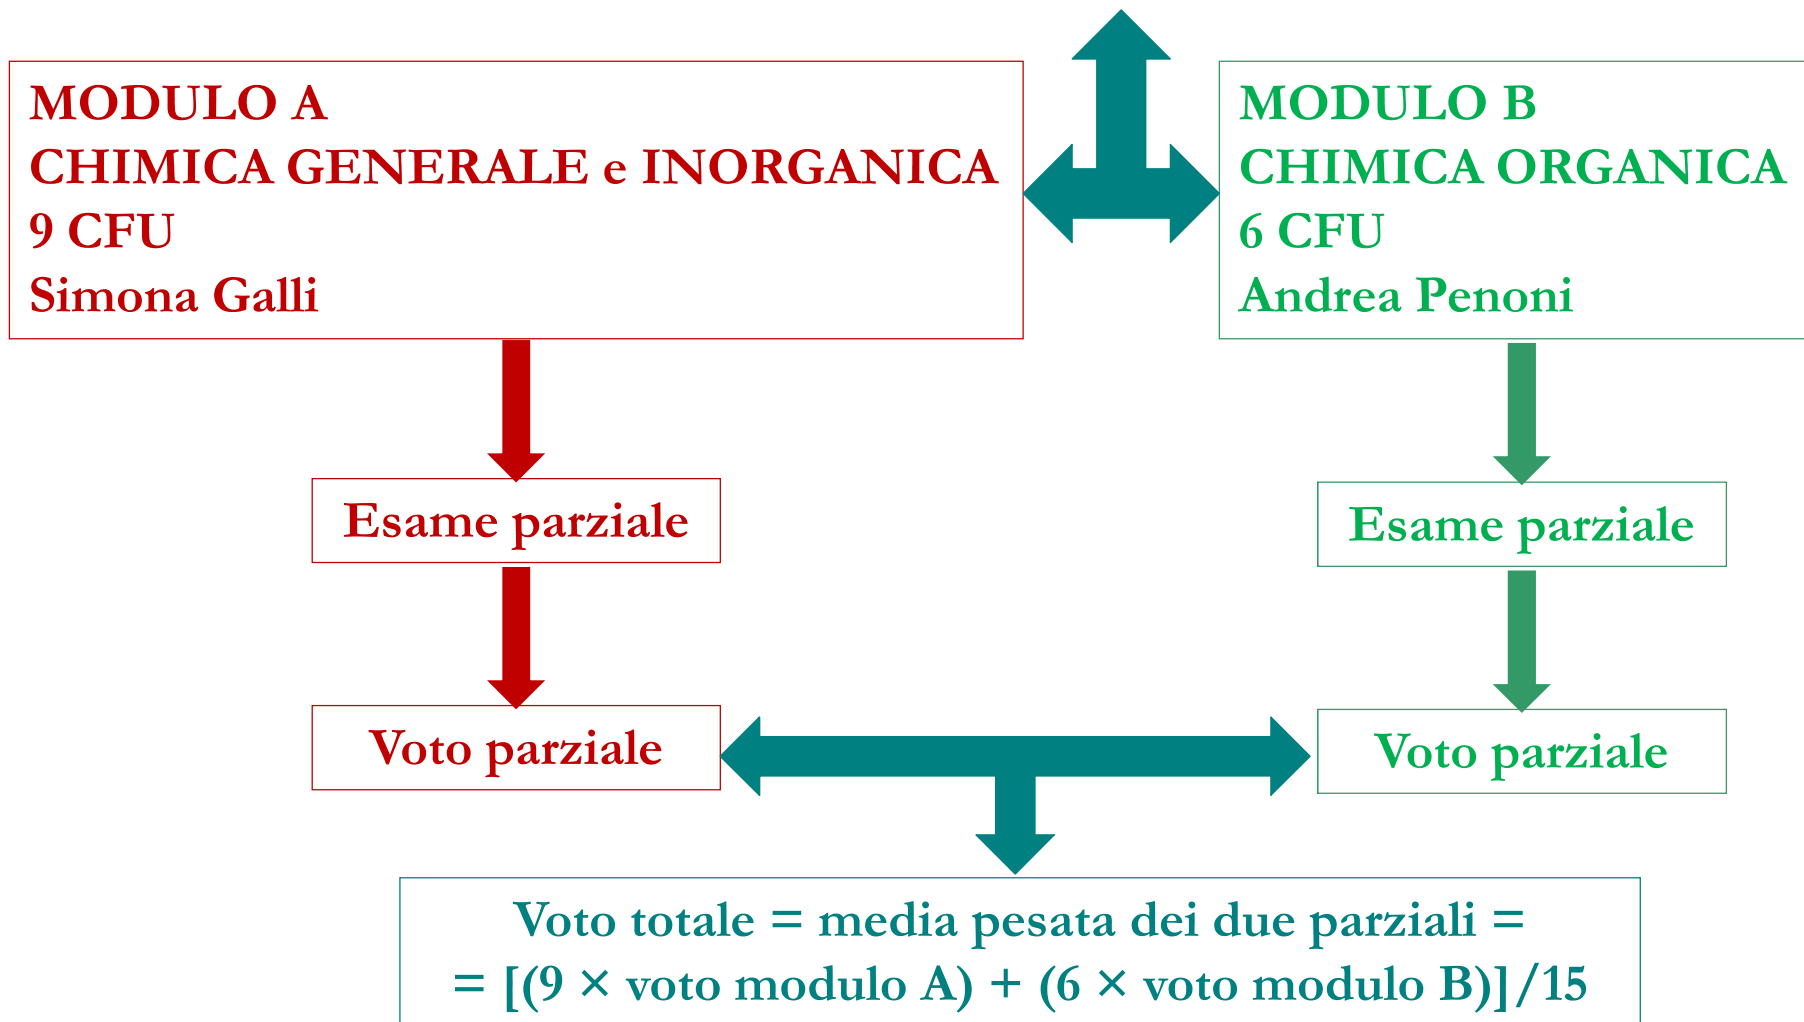 MODULO A
CHIMICA GENERALE e INORGANICA
9 CFU
Simona Galli
MODULO B
CHIMICA ORGANICA
6 CFU
Andrea Penoni
Esame parziale
Esame parziale
Voto parziale
Voto parziale
Voto totale = media pesata dei due parziali =
= [(9 × voto modulo A) + (6 × voto modulo B)]/15